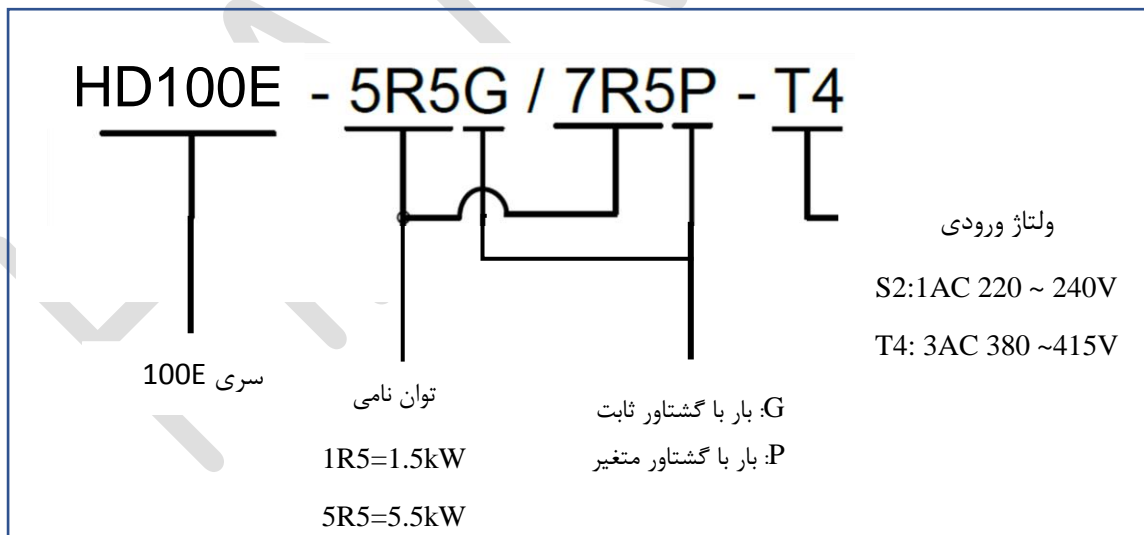 HD100E - 5R5G / 7R5P - T4
ولتاژ ورودی
S2:1AC 220 ~ 240V
T4: 3AC 380 ~415V
سری 100E
توان نامی
1R5=1.5kW
5R5=5.5kW
G: بار با گشتاور ثابت
P: بار با گشتاور متغیر